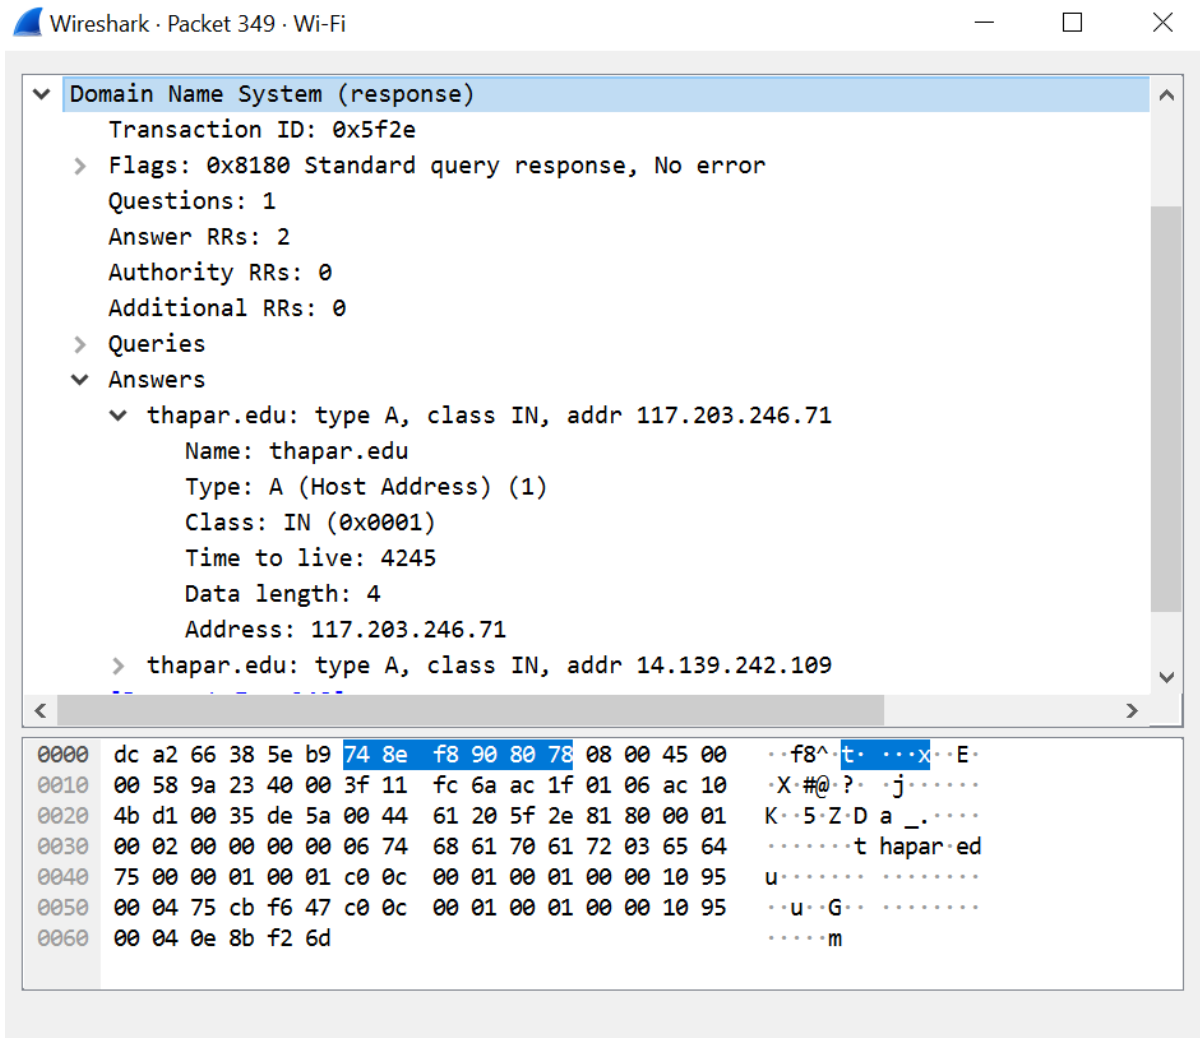 Wireshark · Packet 349 · Wi-Fi
Domain Name System (response)
Transaction ID: 0x5f2e
Flags: 0x8180 Standard query response, No error
Questions: 1
Answer RRs: 2
Authority RRs: 0
Additional RRs: 0
Queries
Answers
thapar.edu: type A, class IN, addr 117.203.246.71
Name: thapar.edu
Type: A (Host Address) (1)
Class: IN (0x0001)
Time to live: 4245
Data length: 4
Address: 117.203.246.71
thapar.edu: type A, class IN, addr 14.139.242.109
0000 dc a2 66 38 5e b9 74 8e f8 90 80 78 08 00 45 00 ··f8^·t· ···x··E·
0010 00 58 9a 23 40 00 3f 11 fc 6a ac 1f 01 06 ac 10 ·X·#@·?· ·j······
0020 4b d1 00 35 de 5a 00 44 61 20 5f 2e 81 80 00 01 K··5·Z·D a _.····
0030 00 02 00 00 00 00 06 74 68 61 70 61 72 03 65 64 ·······t hapar·ed
0040 75 00 00 01 00 01 c0 0c 00 01 00 01 00 00 10 95 u······· ········
0050 00 04 75 cb f6 47 c0 0c 00 01 00 01 00 00 10 95 ··u··G·· ········
0060 00 04 0e 8b f2 6d ·····m